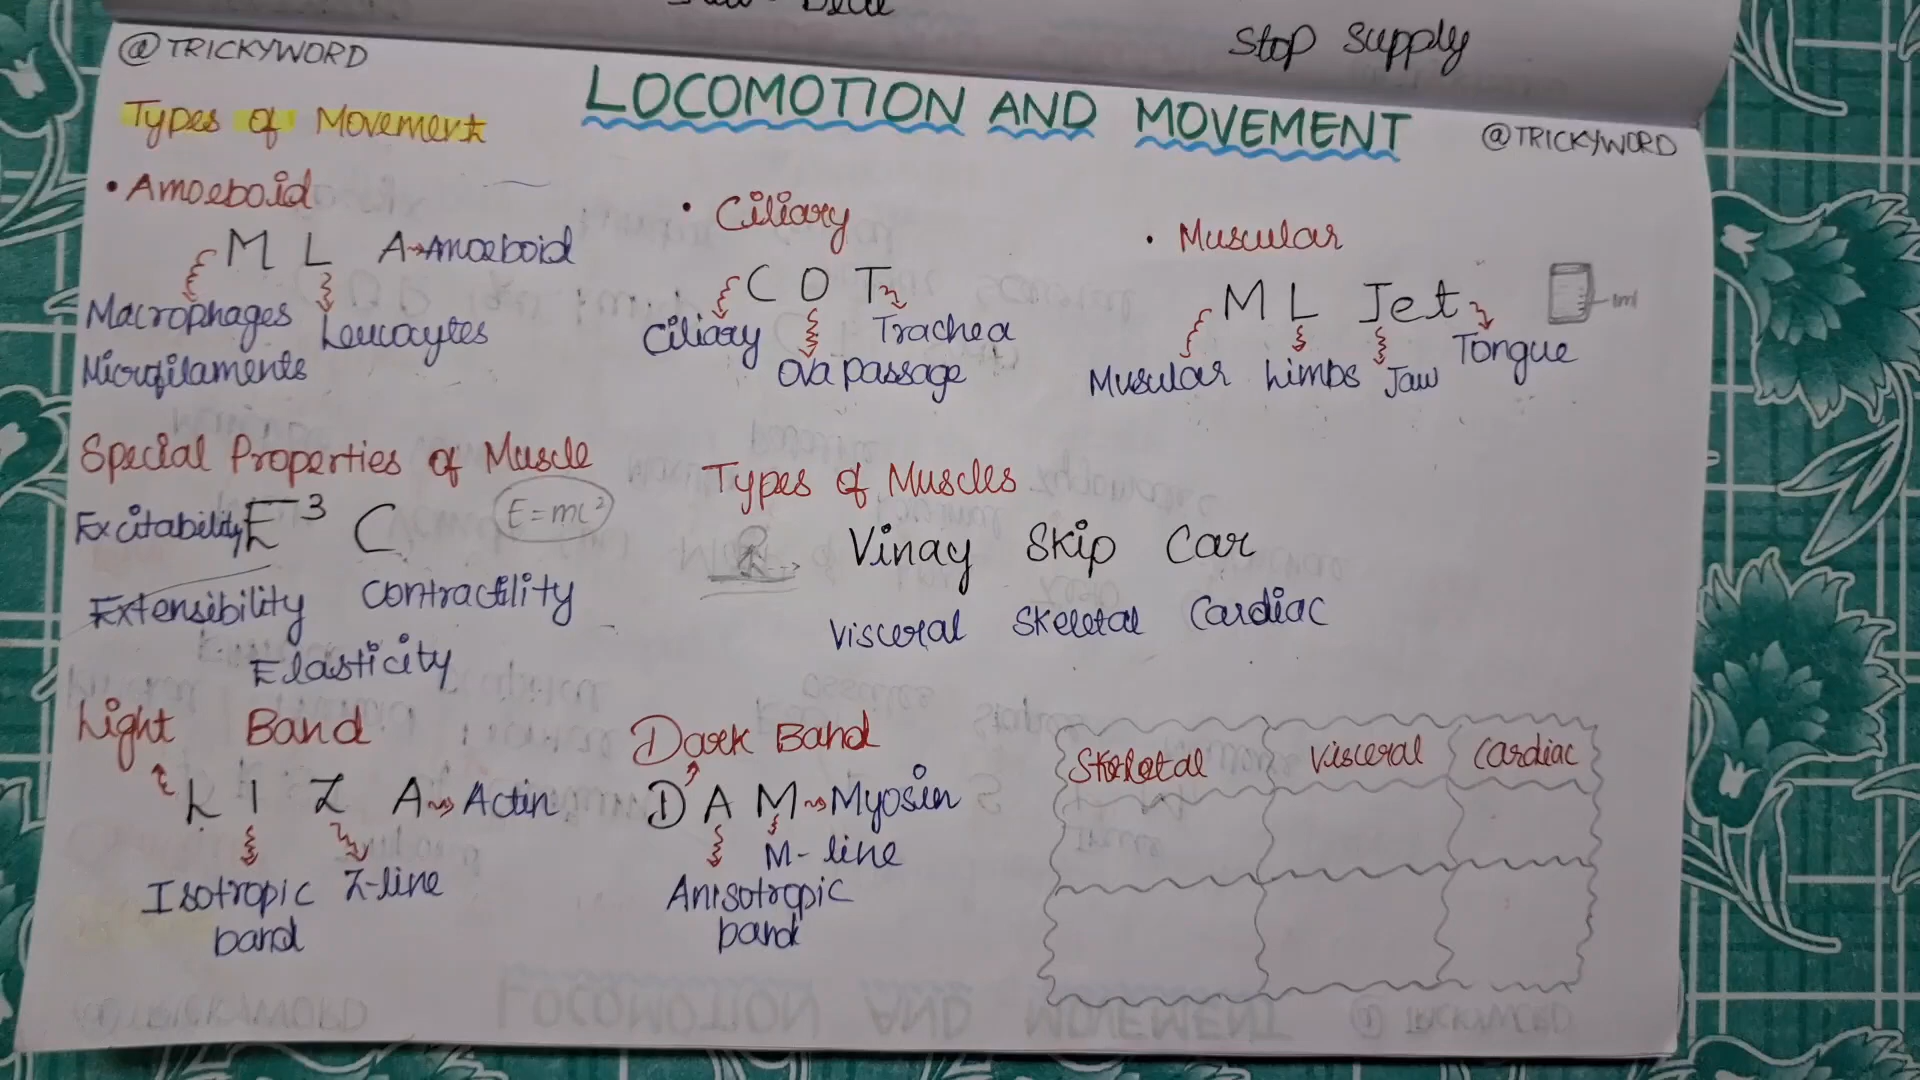 Stop Supply
@TRICKYWORD
LOCOMOTION AND MOVEMENT
@TRICKYWORD
Types of Movement
• Amoeboid
M L A→Amoeboid
Macrophages Leucocytes
Microfilaments
• Ciliary
C O T
Ciliary Trachea
Ova passage
• Muscular
M L Jet
1ml
Musular Limbs Jaw Tongue
Special Properties of Muscle
Excitability E³ C
E=mc²
Extensibility Contractility
Elasticity
Types of Muscles
Vinay Skip Car
Visceral Skeletal Cardiac
Light Band
L I Z A→Actin
Isotropic Z-line
band
Dark Band
D A M→Myosin
M-line
Anisotropic
band
Skeletal Visceral Cardiac